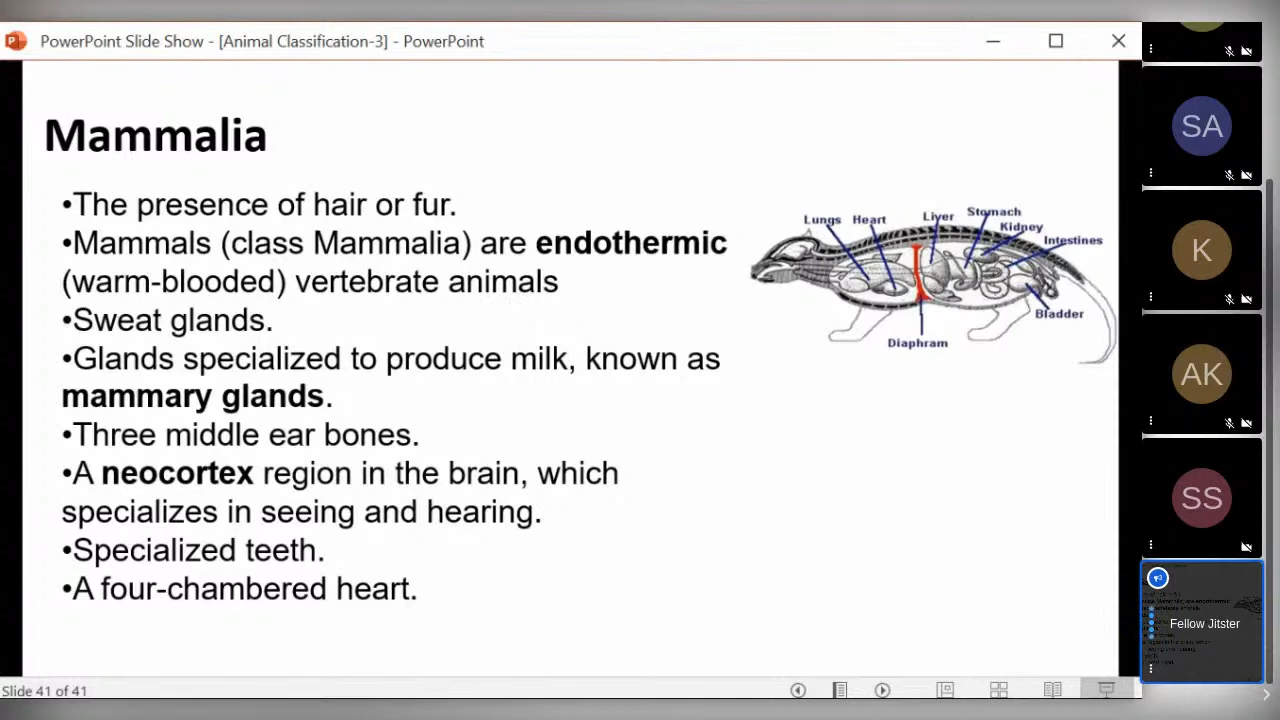 PowerPoint Slide Show - [Animal Classification-3] - PowerPoint
Mammalia
•The presence of hair or fur.
•Mammals (class Mammalia) are endothermic
(warm-blooded) vertebrate animals
•Sweat glands.
•Glands specialized to produce milk, known as
mammary glands.
•Three middle ear bones.
•A neocortex region in the brain, which
specializes in seeing and hearing.
•Specialized teeth.
•A four-chambered heart.
Lungs
Heart
Liver
Stomach
Kidney
Intestines
Bladder
Diaphram
Slide 41 of 41
SA
K
AK
SS
Fellow Jitster